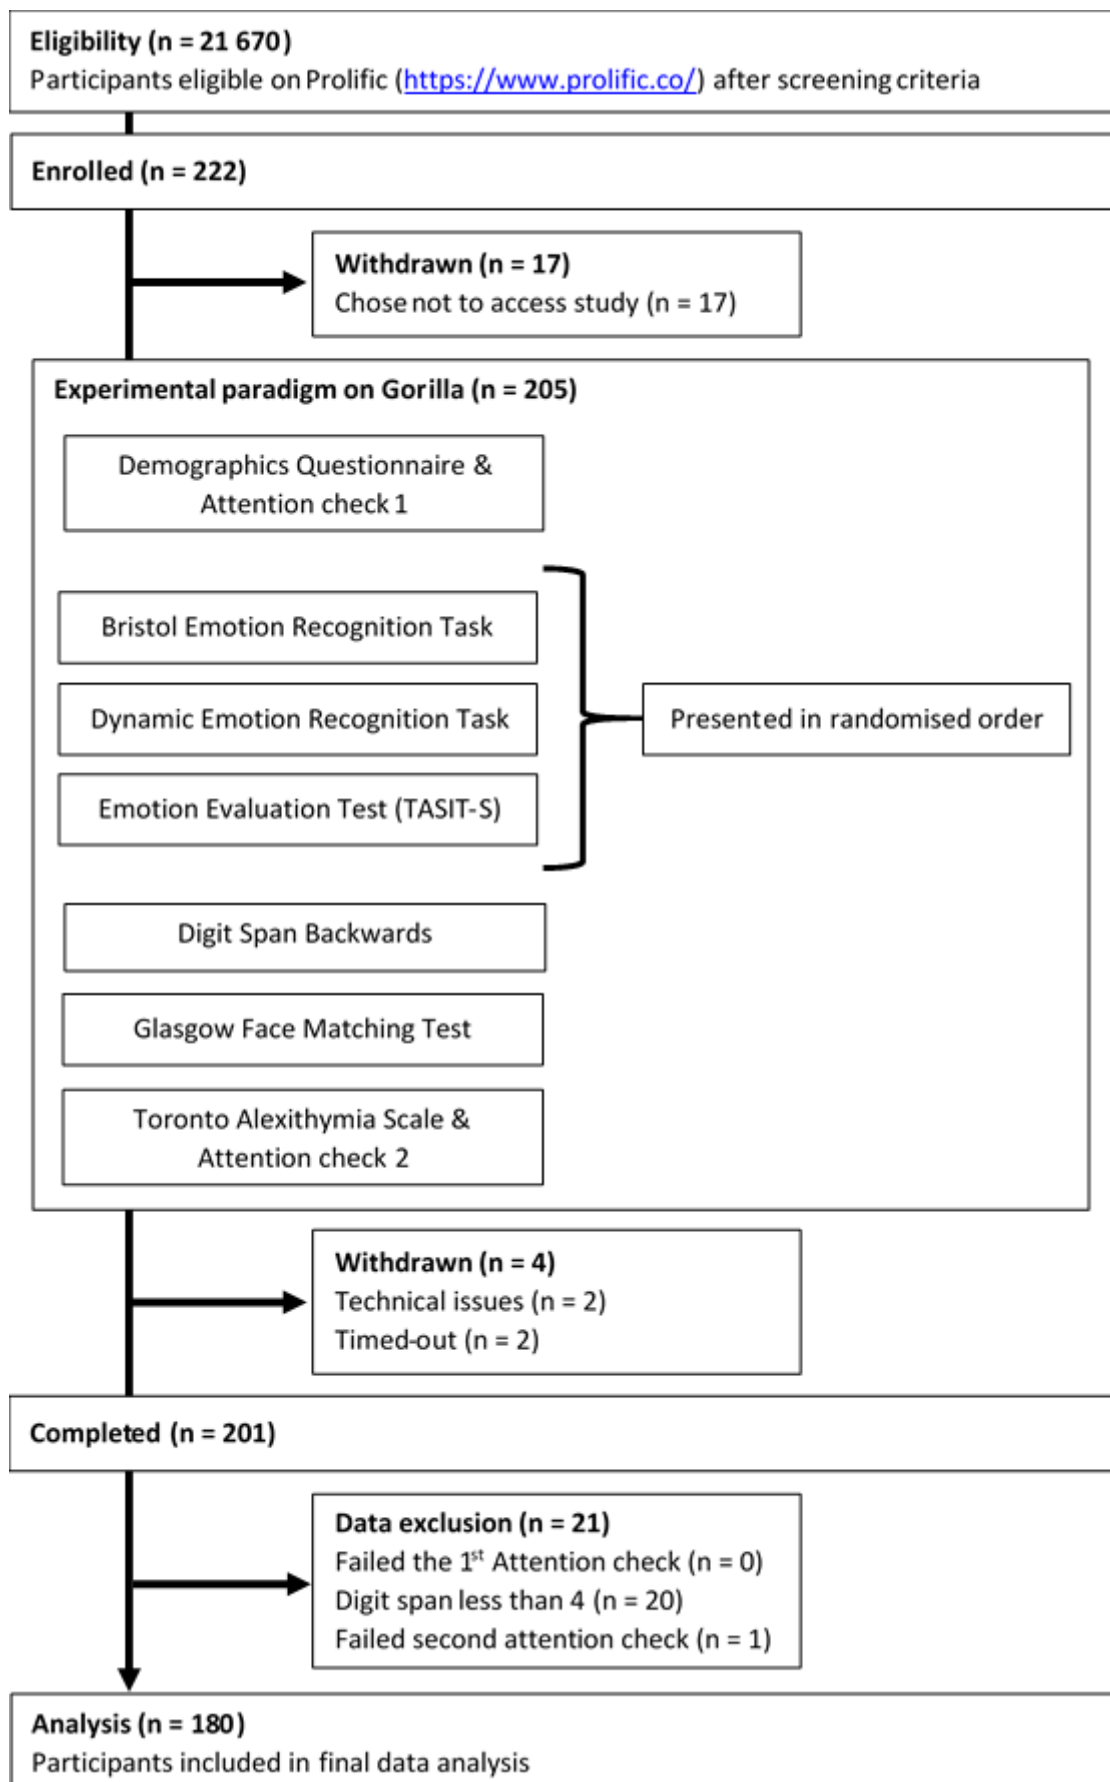 Eligibility (n = 21 670)
Participants eligible on Prolific (https://www.prolific.co/) after screening criteria
Enrolled (n = 222)
Withdrawn (n = 17)
Chose not to access study (n = 17)
Experimental paradigm on Gorilla (n = 205)
Demographics Questionnaire &
Attention check 1
Bristol Emotion Recognition Task
Dynamic Emotion Recognition Task
Presented in randomised order
Emotion Evaluation Test (TASIT-S)
Digit Span Backwards
Glasgow Face Matching Test
Toronto Alexithymia Scale &
Attention check 2
Withdrawn (n = 4)
Technical issues (n = 2)
Timed-out (n = 2)
Completed (n = 201)
Data exclusion (n = 21)
Failed the 1st Attention check (n = 0)
Digit span less than 4 (n = 20)
Failed second attention check (n = 1)
Analysis (n = 180)
Participants included in final data analysis